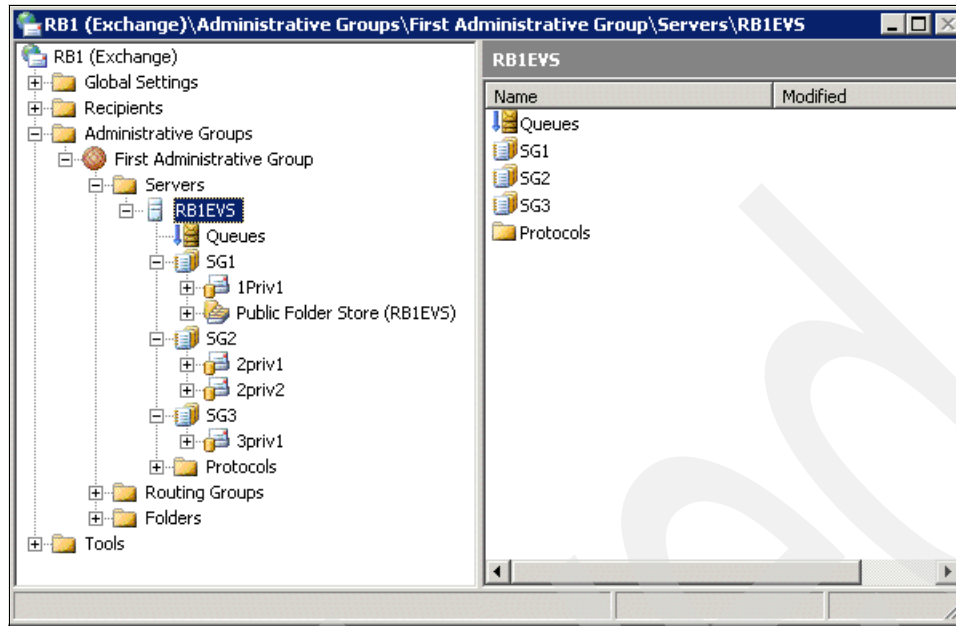 RB1 (Exchange)\Administrative Groups\First Administrative Group\Servers\RB1EVS
RB1 (Exchange)
Global Settings
Recipients
Administrative Groups
First Administrative Group
Servers
RB1EVS
Queues
SG1
1Priv1
Public Folder Store (RB1EVS)
SG2
2priv1
2priv2
SG3
3priv1
Protocols
Routing Groups
Folders
Tools
RB1EVS
Name Modified
Queues
SG1
SG2
SG3
Protocols